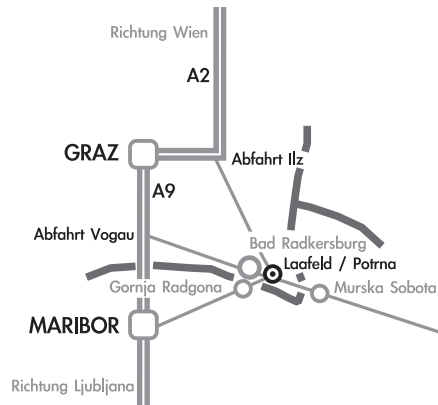 Richtung Wien
A2
GRAZ
Abfahrt Ilz
A9
Abfahrt Vogau
Bad Radkersburg
Laafeld / Potrna
Gornja Radgona
Murska Sobota
MARIBOR
Richtung Ljubljana